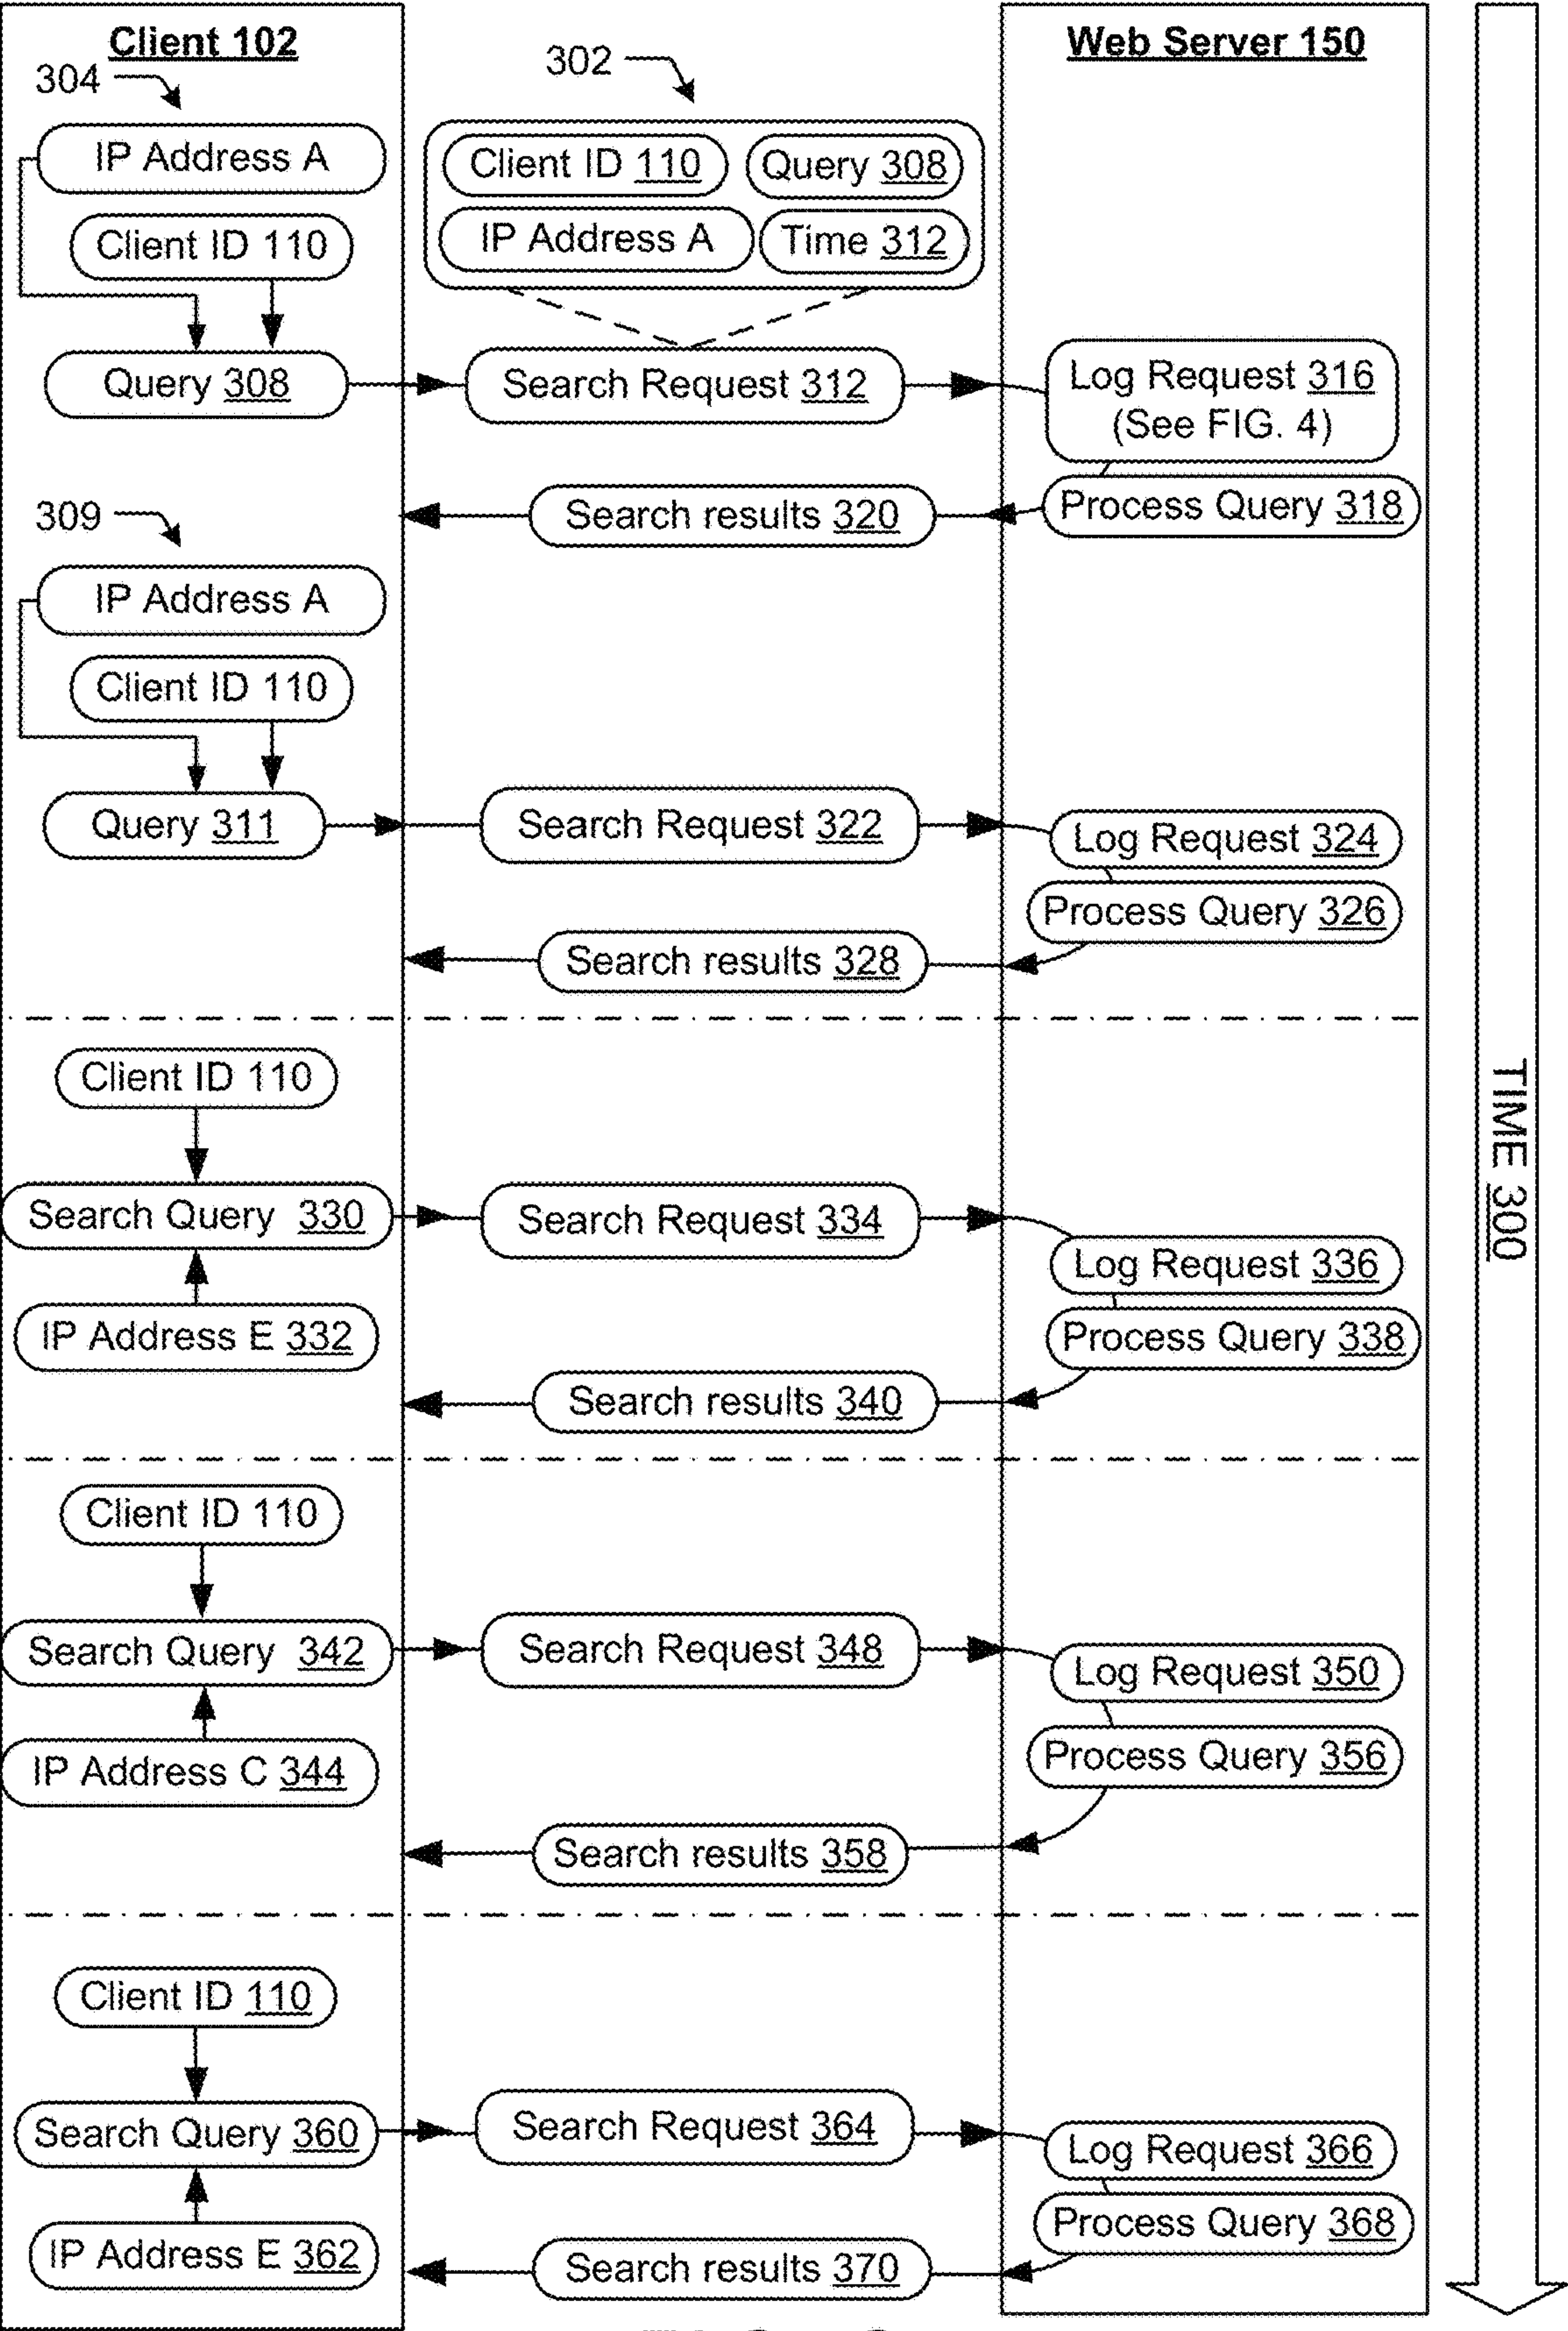 Client 102
Web Server 150
304
302
IP Address A
Client ID 110
Query 308
Client ID 110
IP Address A
Time 312
Query 308
Search Request 312
Log Request 316
(See FIG. 4)
Process Query 318
Search results 320
309
IP Address A
Client ID 110
Query 311
Search Request 322
Log Request 324
Process Query 326
Search results 328
Client ID 110
Search Query 330
Search Request 334
Log Request 336
IP Address E 332
Process Query 338
Search results 340
Client ID 110
Search Query 342
Search Request 348
Log Request 350
IP Address C 344
Process Query 356
Search results 358
Client ID 110
Search Query 360
Search Request 364
Log Request 366
IP Address E 362
Process Query 368
Search results 370
TIME 300